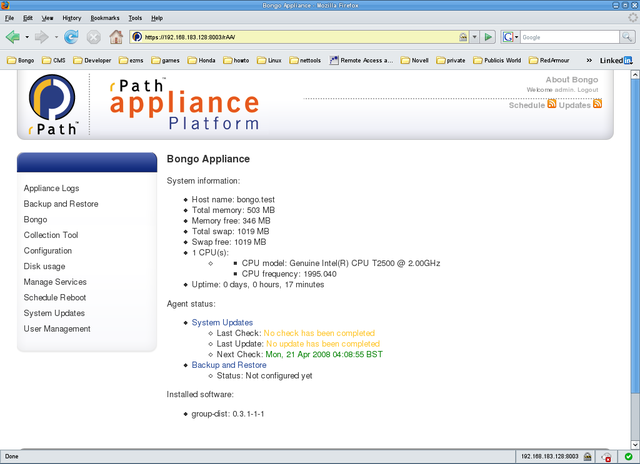 Bongo Appliance - Mozilla Firefox
File Edit View History Bookmarks Tools Help
https://192.168.183.128:8003/rAA/
Google
Bongo CMS Developer ezms games Honda howto Linux nettools Remote Access a... Novell private Publicis World RedArmour Linked in
rPath
appliance
Platform
rPath
About Bongo
Welcome admin. Logout
Schedule Updates
Appliance Logs
Backup and Restore
Bongo
Collection Tool
Configuration
Disk usage
Manage Services
Schedule Reboot
System Updates
User Management
Bongo Appliance
System information:
Host name: bongo.test
Total memory: 503 MB
Memory free: 346 MB
Total swap: 1019 MB
Swap free: 1019 MB
1 CPU(s):
CPU model: Genuine Intel(R) CPU T2500 @ 2.00GHz
CPU frequency: 1995.040
Uptime: 0 days, 0 hours, 17 minutes
Agent status:
System Updates
Last Check: No check has been completed
Last Update: No update has been completed
Next Check: Mon, 21 Apr 2008 04:08:55 BST
Backup and Restore
Status: Not configured yet
Installed software:
group-dist: 0.3.1-1-1
Done
192.168.183.128:8003